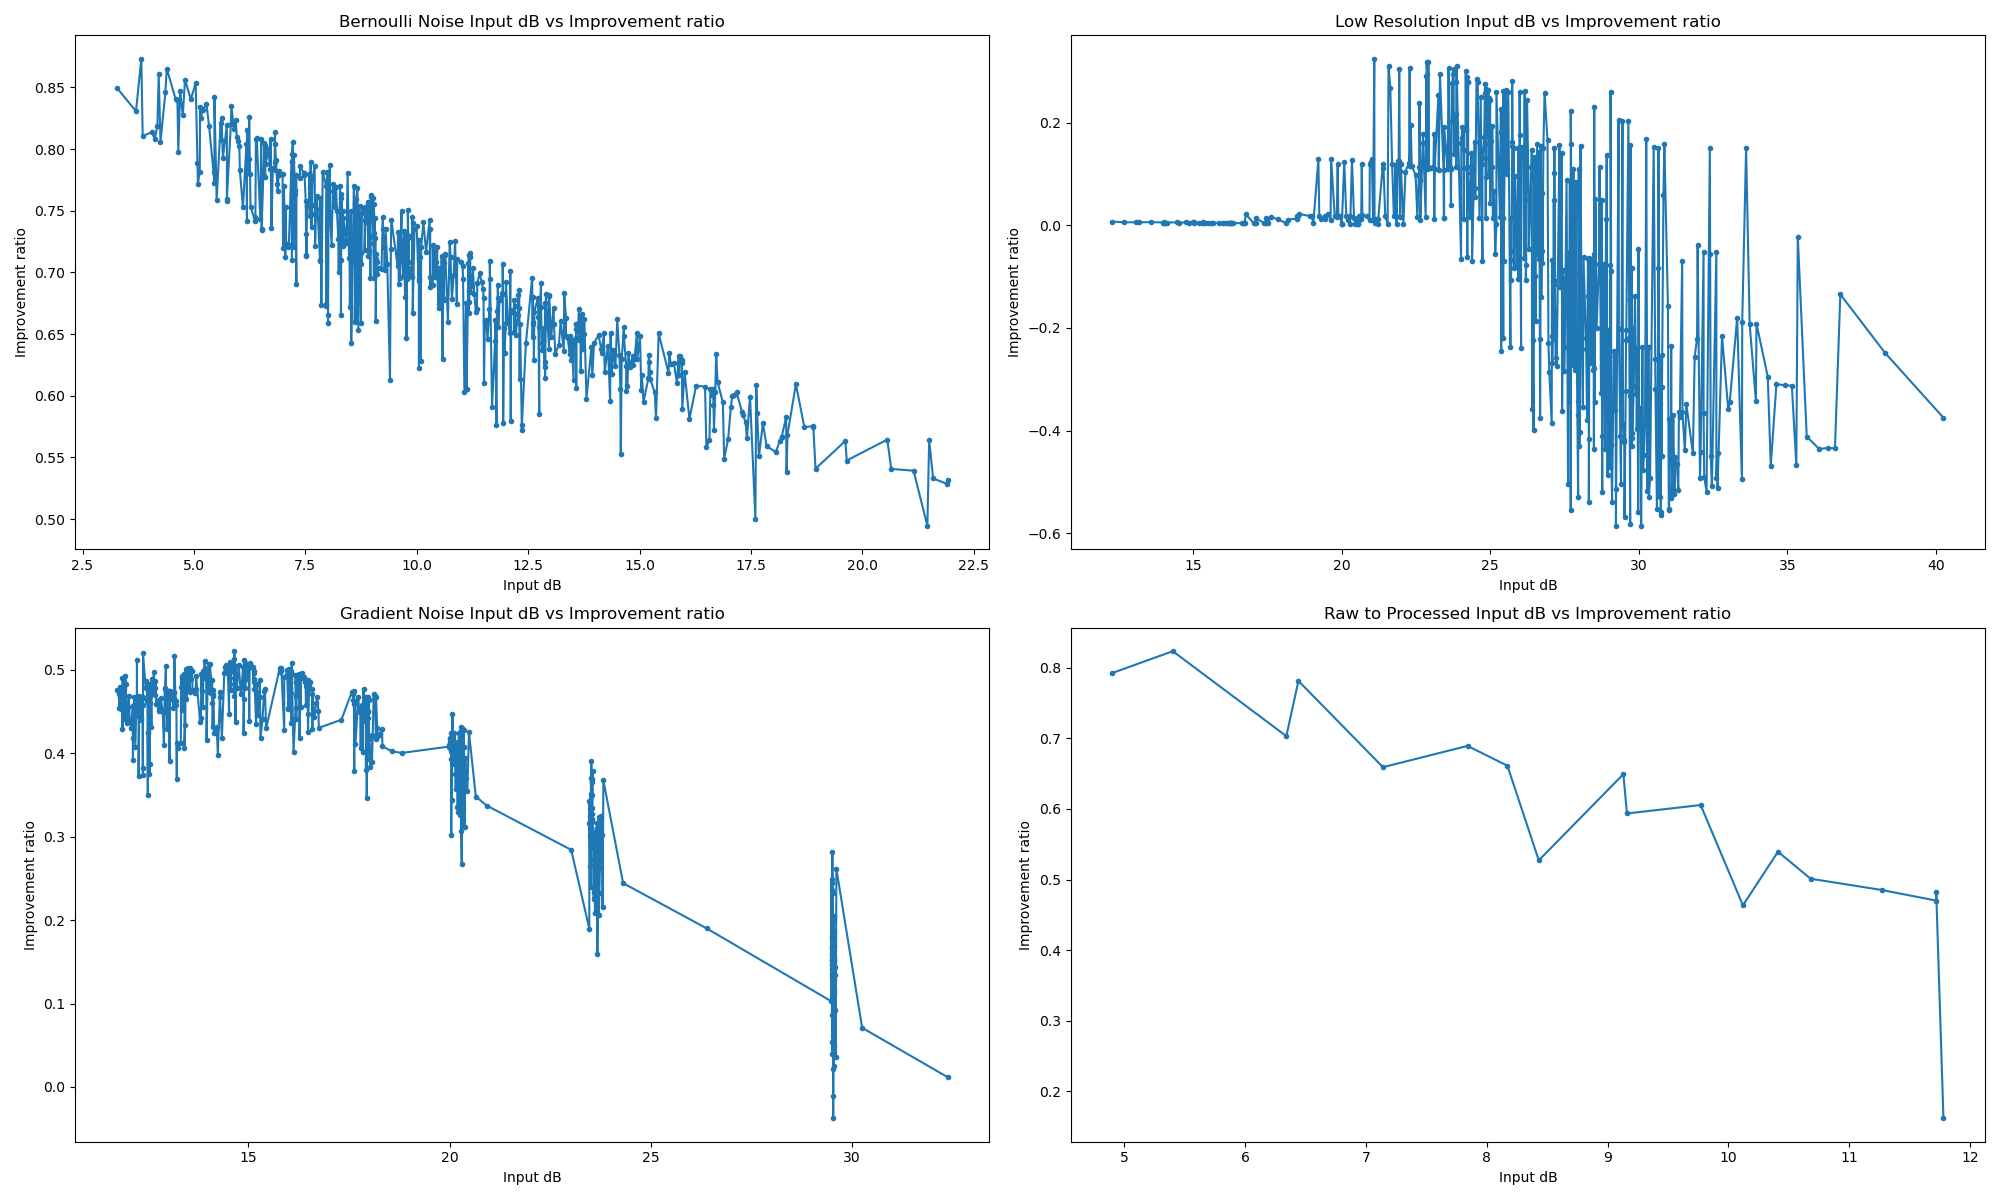 Bernoulli Noise Input dB vs Improvement ratio
Improvement ratio
0.85
0.80
0.75
0.70
0.65
0.60
0.55
0.50
2.5 5.0 7.5 10.0 12.5 15.0 17.5 20.0 22.5
Input dB
Low Resolution Input dB vs Improvement ratio
Improvement ratio
0.2
0.0
−0.2
−0.4
−0.6
15 20 25 30 35 40
Input dB
Gradient Noise Input dB vs Improvement ratio
Improvement ratio
0.5
0.4
0.3
0.2
0.1
0.0
15 20 25 30
Input dB
Raw to Processed Input dB vs Improvement ratio
Improvement ratio
0.8
0.7
0.6
0.5
0.4
0.3
0.2
5 6 7 8 9 10 11 12
Input dB